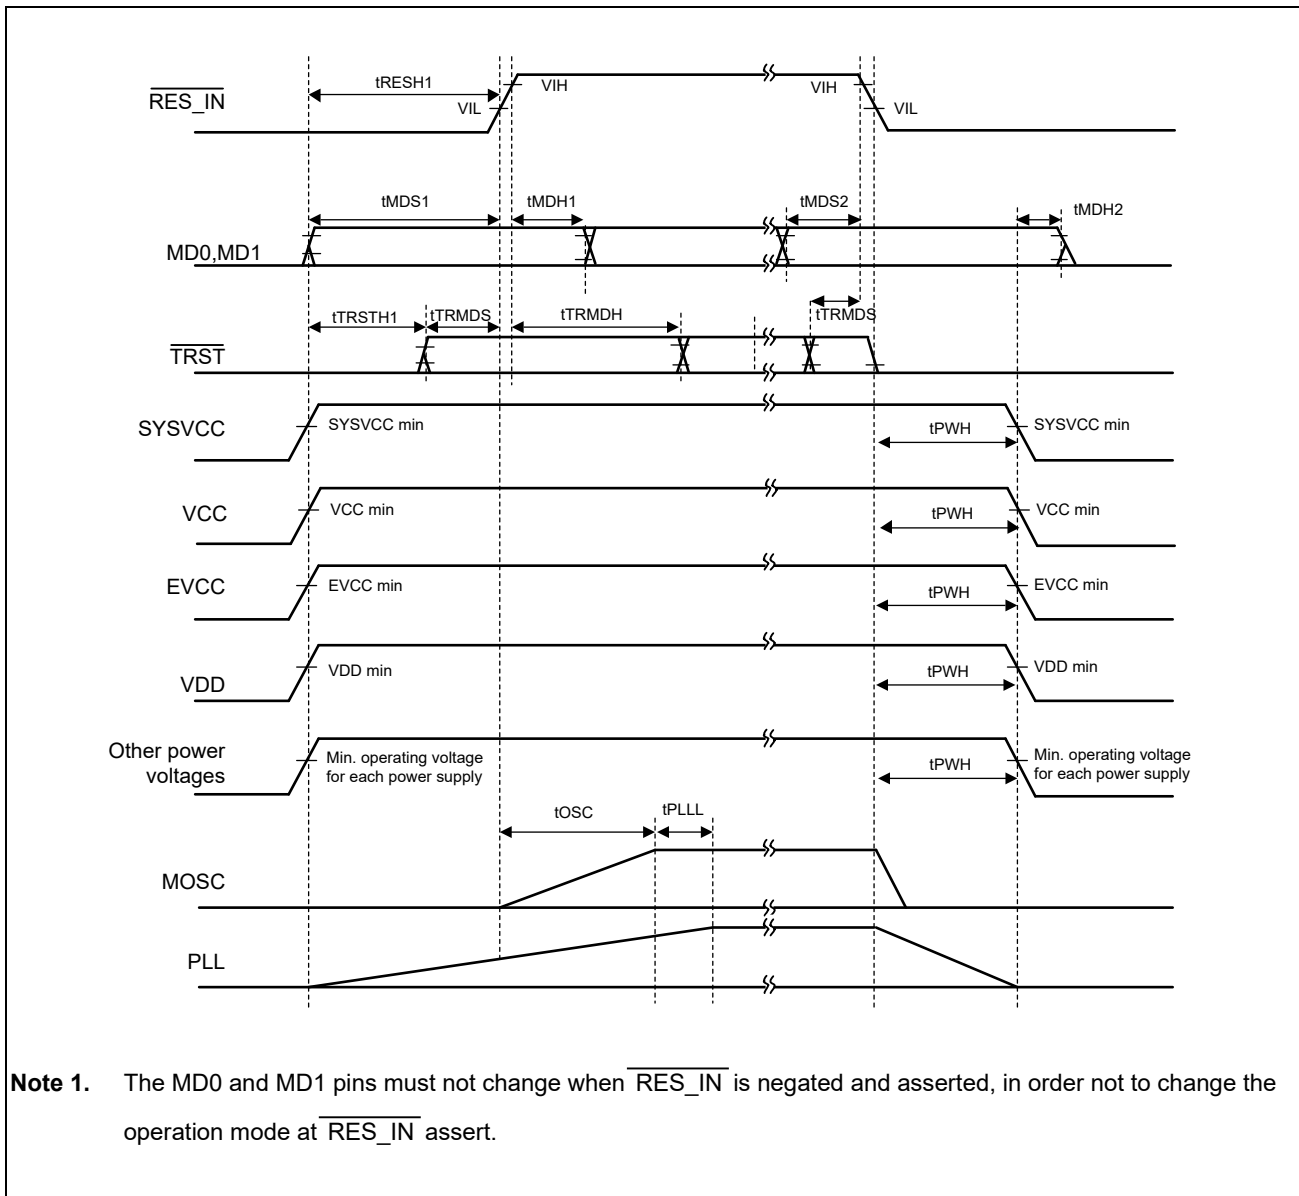 tRESH1
VIH
VIH
RES_IN
VIL
VIL
tMDS1
tMDH1
tMDS2
tMDH2
MD0,MD1
tTRSTH1
tTRMDS
tTRMDH
tTRMDS
TRST
SYSVCC
SYSVCC min
tPWH
SYSVCC min
VCC
VCC min
tPWH
VCC min
EVCC
EVCC min
tPWH
EVCC min
VDD
VDD min
tPWH
VDD min
Other power
voltages
Min. operating voltage
for each power supply
tPWH
Min. operating voltage
for each power supply
tOSC
tPLLL
MOSC
PLL
Note 1. The MD0 and MD1 pins must not change when RES_IN is negated and asserted, in order not to change the
operation mode at RES_IN assert.